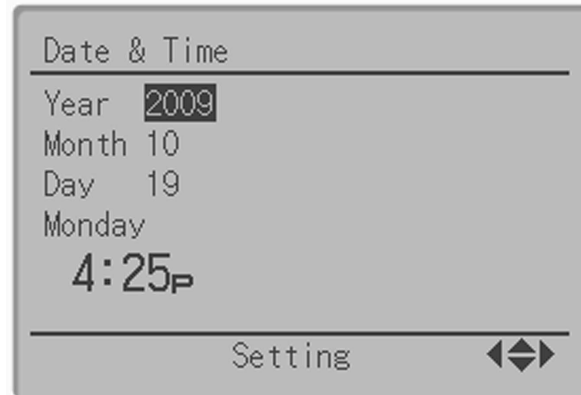 Date & Time
Year 2009
Month 10
Day 19
Monday
4:25P
Setting